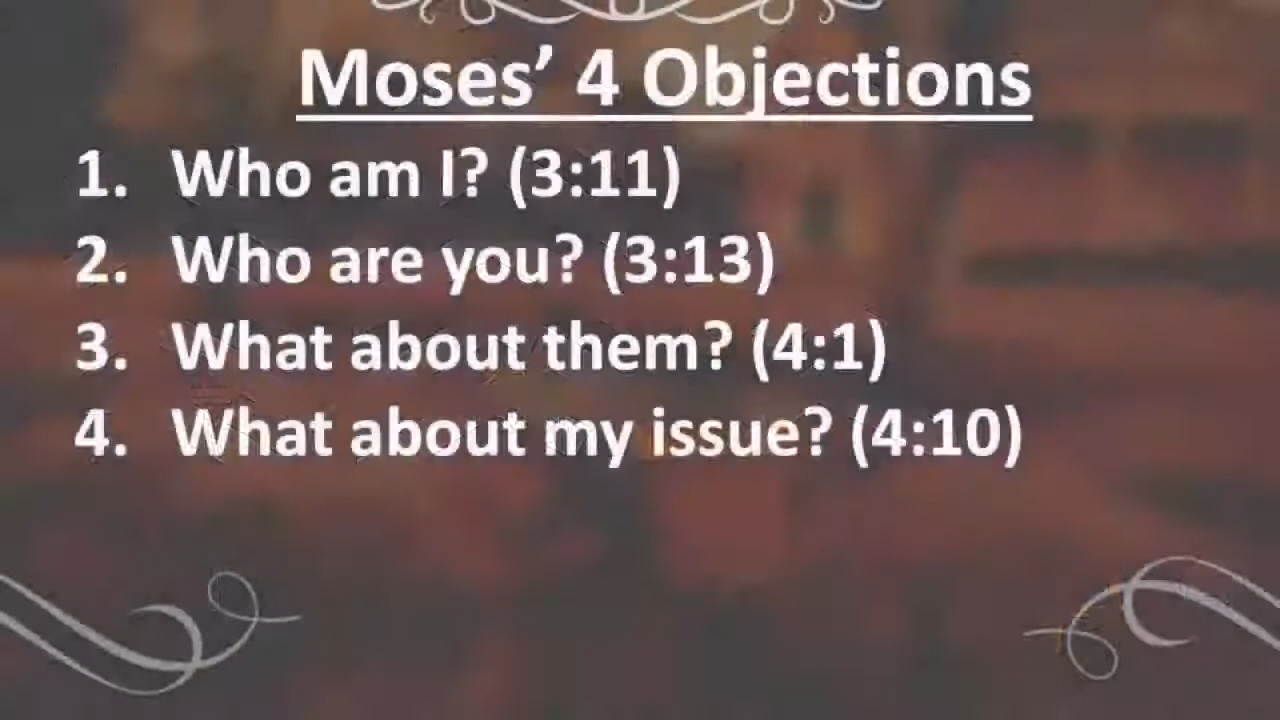 Moses’ 4 Objections
1. Who am I? (3:11)
2. Who are you? (3:13)
3. What about them? (4:1)
4. What about my issue? (4:10)